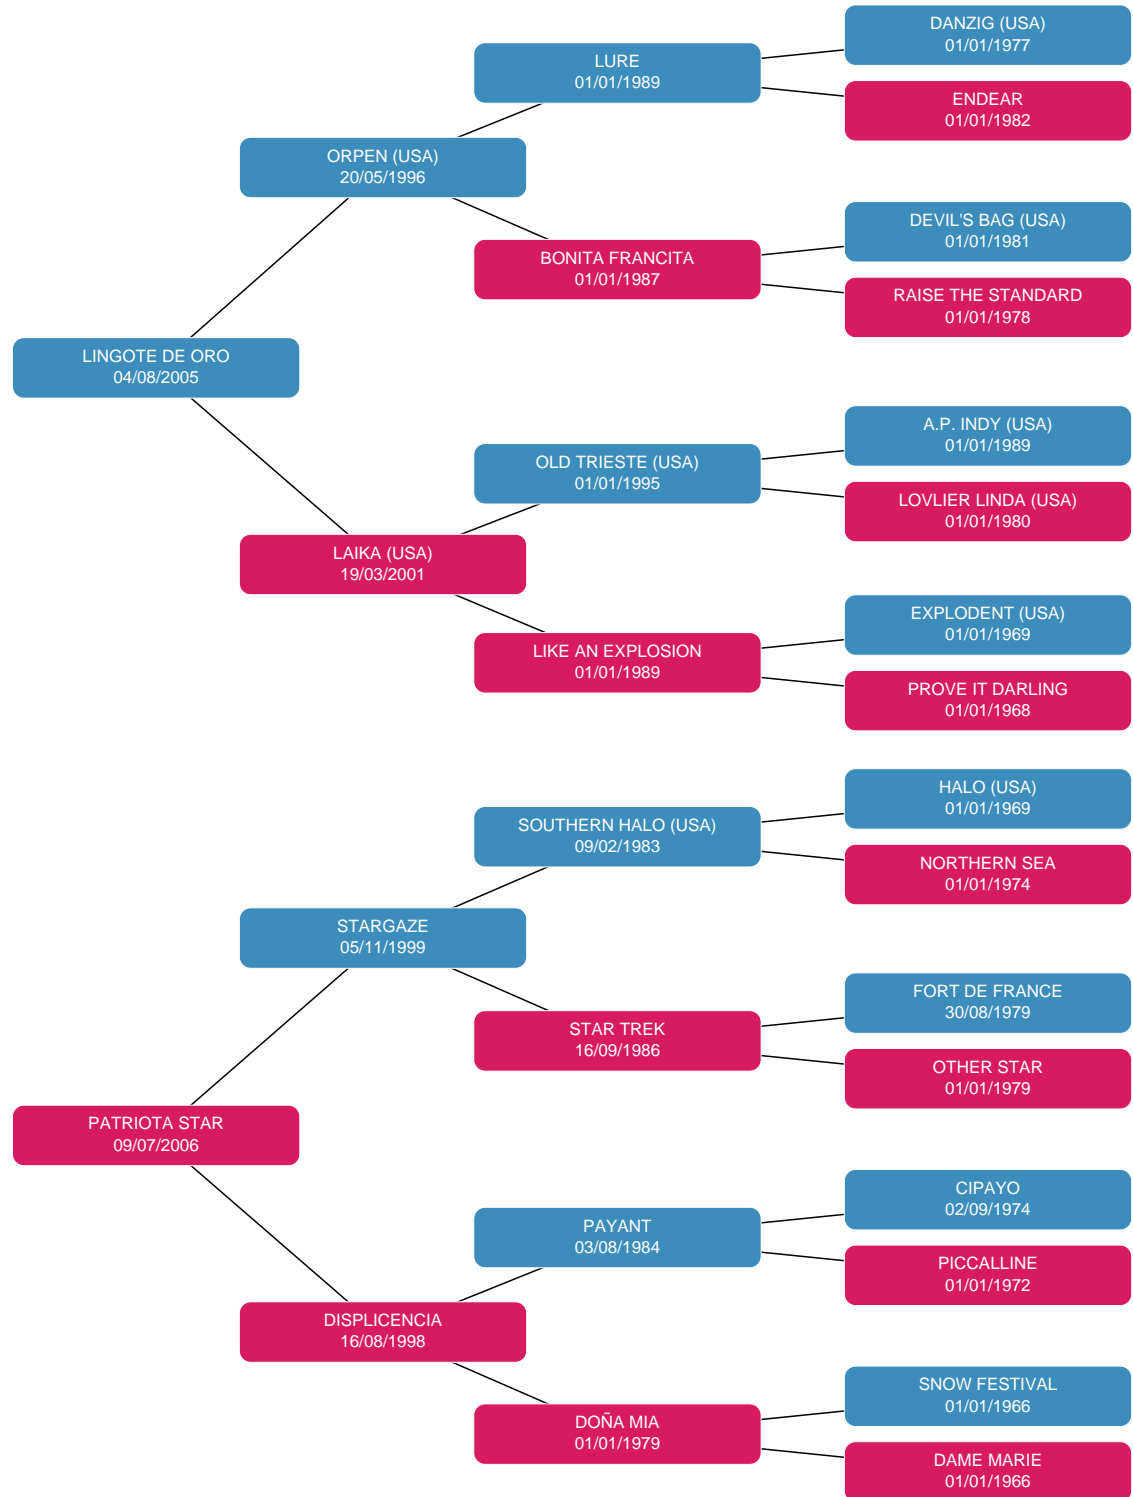 DANZIG (USA)
01/01/1977
LURE
01/01/1989
ENDEAR
01/01/1982
ORPEN (USA)
20/05/1996
DEVIL'S BAG (USA)
01/01/1981
BONITA FRANCITA
01/01/1987
RAISE THE STANDARD
01/01/1978
LINGOTE DE ORO
04/08/2005
A.P. INDY (USA)
01/01/1989
OLD TRIESTE (USA)
01/01/1995
LOVLIER LINDA (USA)
01/01/1980
LAIKA (USA)
19/03/2001
EXPLODENT (USA)
01/01/1969
LIKE AN EXPLOSION
01/01/1989
PROVE IT DARLING
01/01/1968
HALO (USA)
01/01/1969
SOUTHERN HALO (USA)
09/02/1983
NORTHERN SEA
01/01/1974
STARGAZE
05/11/1999
FORT DE FRANCE
30/08/1979
STAR TREK
16/09/1986
OTHER STAR
01/01/1979
PATRIOTA STAR
09/07/2006
CIPAYO
02/09/1974
PAYANT
03/08/1984
PICCALLINE
01/01/1972
DISPLICENCIA
16/08/1998
SNOW FESTIVAL
01/01/1966
DOÑA MIA
01/01/1979
DAME MARIE
01/01/1966